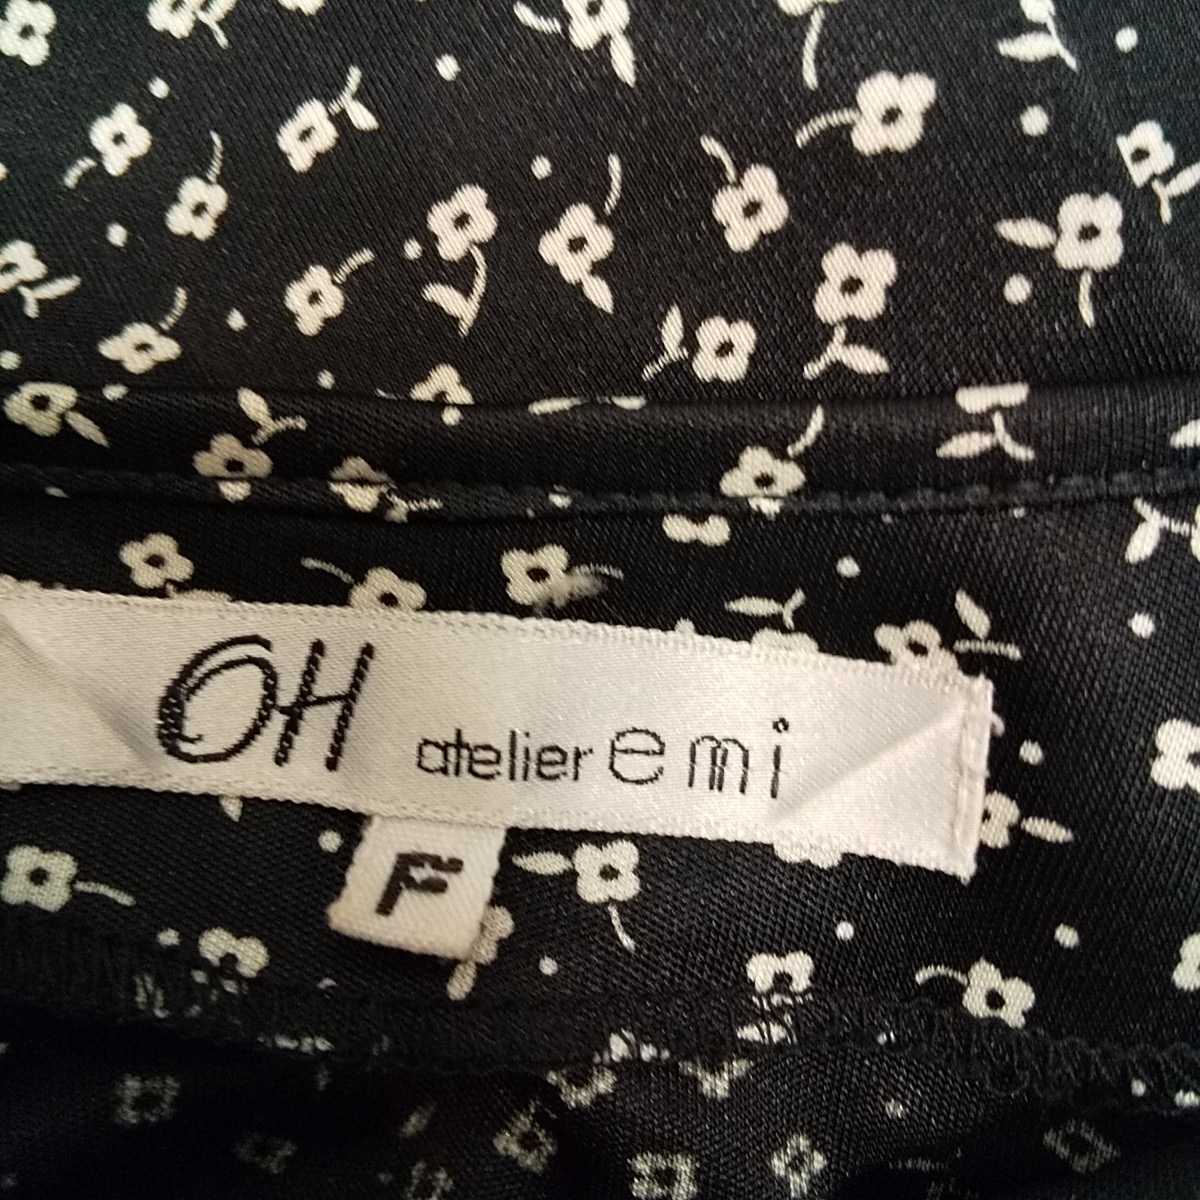 OH atelier emi
F